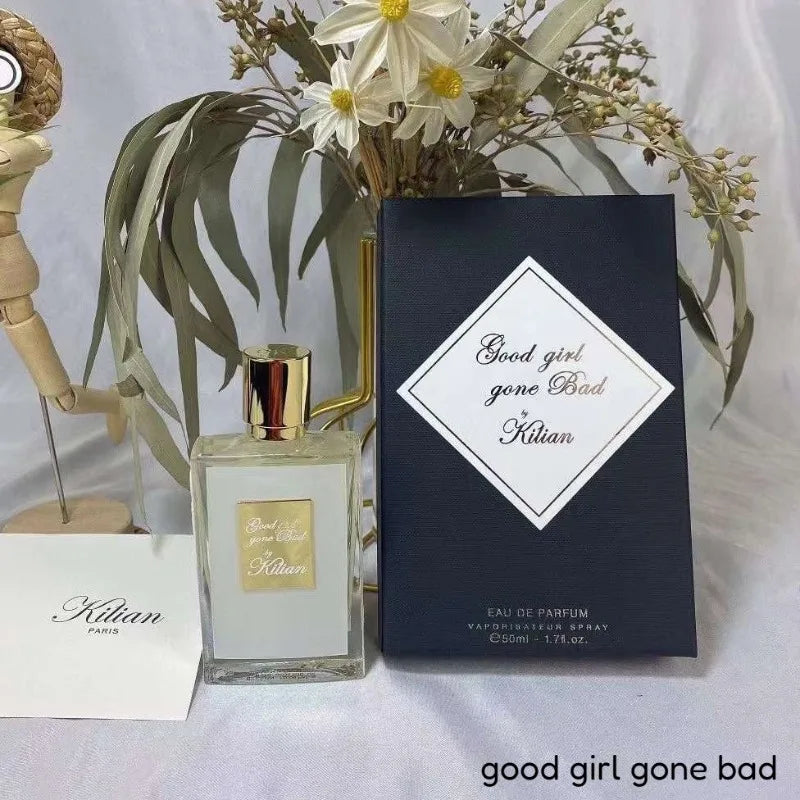 Good girl
gone Bad
by
Kilian
EAU DE PARFUM
VAPORISATEUR SPRAY
℮50ml - 1.7fl.oz.
Good girl
gone Bad
by
Kilian
Kilian
PARIS
good girl gone bad